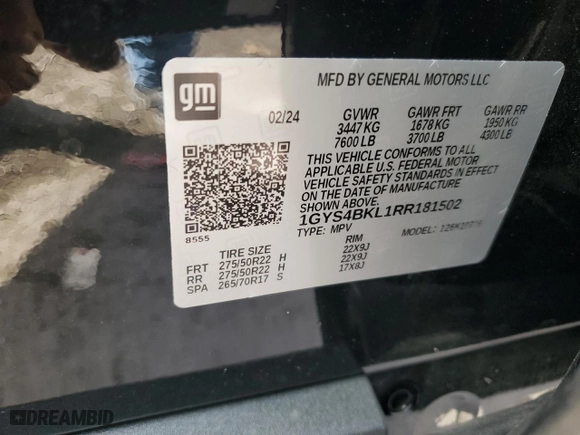 gm
MFD BY GENERAL MOTORS LLC
02/24 GVWR GAWR FRT GAWR RR
3447 KG 1678 KG 1950 KG
7600 LB 3700 LB 4300 LB
THIS VEHICLE CONFORMS TO ALL
APPLICABLE U.S. FEDERAL MOTOR
VEHICLE SAFETY STANDARDS IN EFFECT
ON THE DATE OF MANUFACTURE
SHOWN ABOVE.
1GYS4BKL1RR181502
TYPE: MPV MODEL:
8555
TIRE SIZE RIM
FRT 275/50R22 H 22X9J
RR 275/50R22 H 22X9J
SPA 265/70R17 S 17X8J
DREAMBID